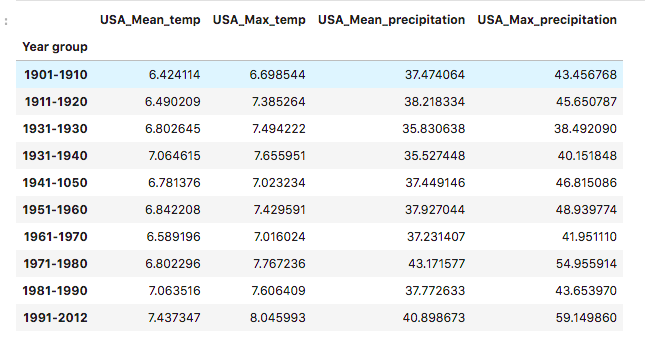 USA_Mean_temp USA_Max_temp USA_Mean_precipitation USA_Max_precipitation
Year group
1901-1910 6.424114 6.698544 37.474064 43.456768
1911-1920 6.490209 7.385264 38.218334 45.650787
1931-1930 6.802645 7.494222 35.830638 38.492090
1931-1940 7.064615 7.655951 35.527448 40.151848
1941-1050 6.781376 7.023234 37.449146 46.815086
1951-1960 6.842208 7.429591 37.927044 48.939774
1961-1970 6.589196 7.016024 37.231407 41.951110
1971-1980 6.802296 7.767236 43.171577 54.955914
1981-1990 7.063516 7.606409 37.772633 43.653970
1991-2012 7.437347 8.045993 40.898673 59.149860